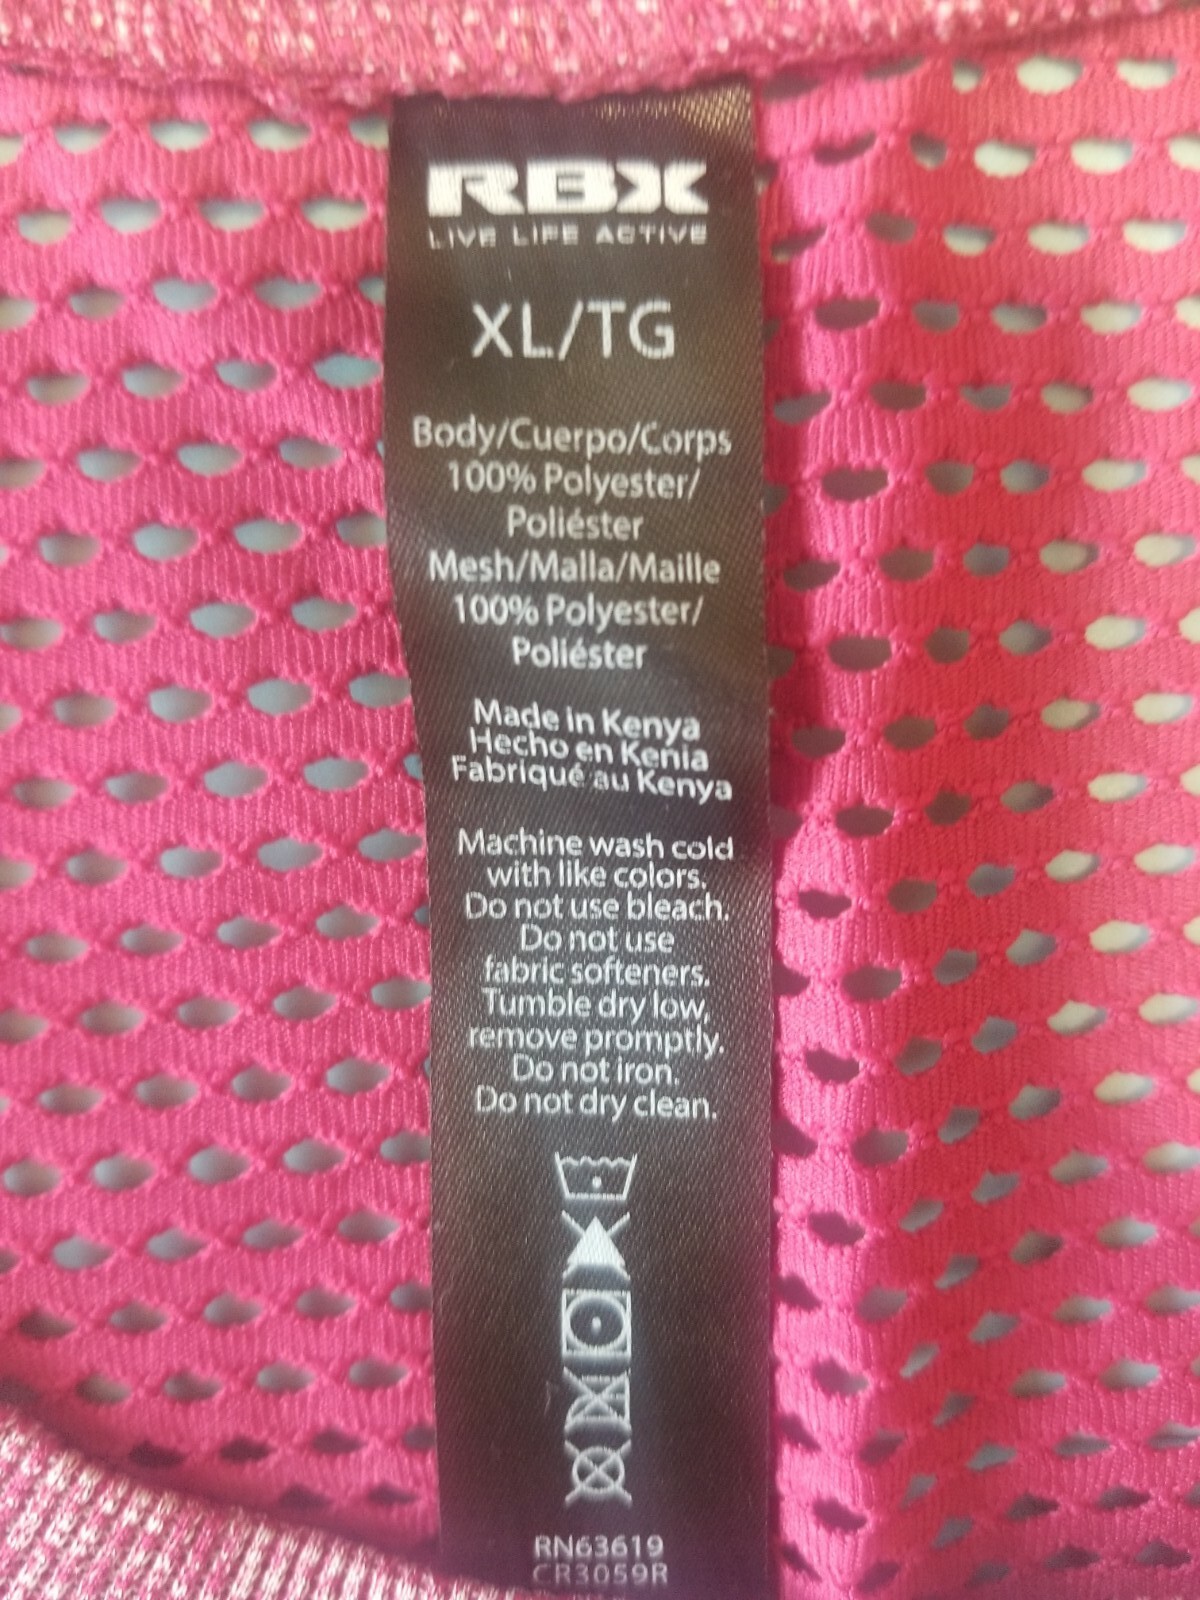 RBX
LIVE LIFE ACTIVE
XL/TG
Body/Cuerpo/Corps
100% Polyester/
Poliéster
Mesh/Malla/Maille
100% Polyester/
Poliéster
Made in Kenya
Hecho en Kenia
Fabriqué au Kenya
Machine wash cold
with like colors.
Do not use bleach.
Do not use
fabric softeners.
Tumble dry low,
remove promptly.
Do not iron.
Do not dry clean.
RN63619
CR3059R